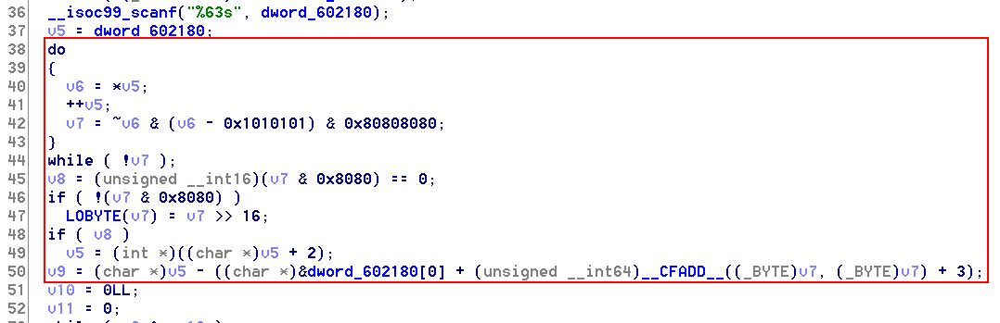 36 __isoc99_scanf("%63s", dword_602180);
37 v5 = dword_602180;
38 do
39 {
40 v6 = *v5;
41 ++v5;
42 v7 = ~v6 & (v6 - 0x1010101) & 0x80808080;
43 }
44 while ( !v7 );
45 v8 = (unsigned __int16)(v7 & 0x8080) == 0;
46 if ( !(v7 & 0x8080) )
47 LOBYTE(v7) = v7 >> 16;
48 if ( v8 )
49 v5 = (int *)((char *)v5 + 2);
50 v9 = (char *)v5 - ((char *)&dword_602180[0] + (unsigned __int64)__CFADD__((_BYTE)v7, (_BYTE)v7) + 3);
51 v10 = 0LL;
52 v11 = 0;